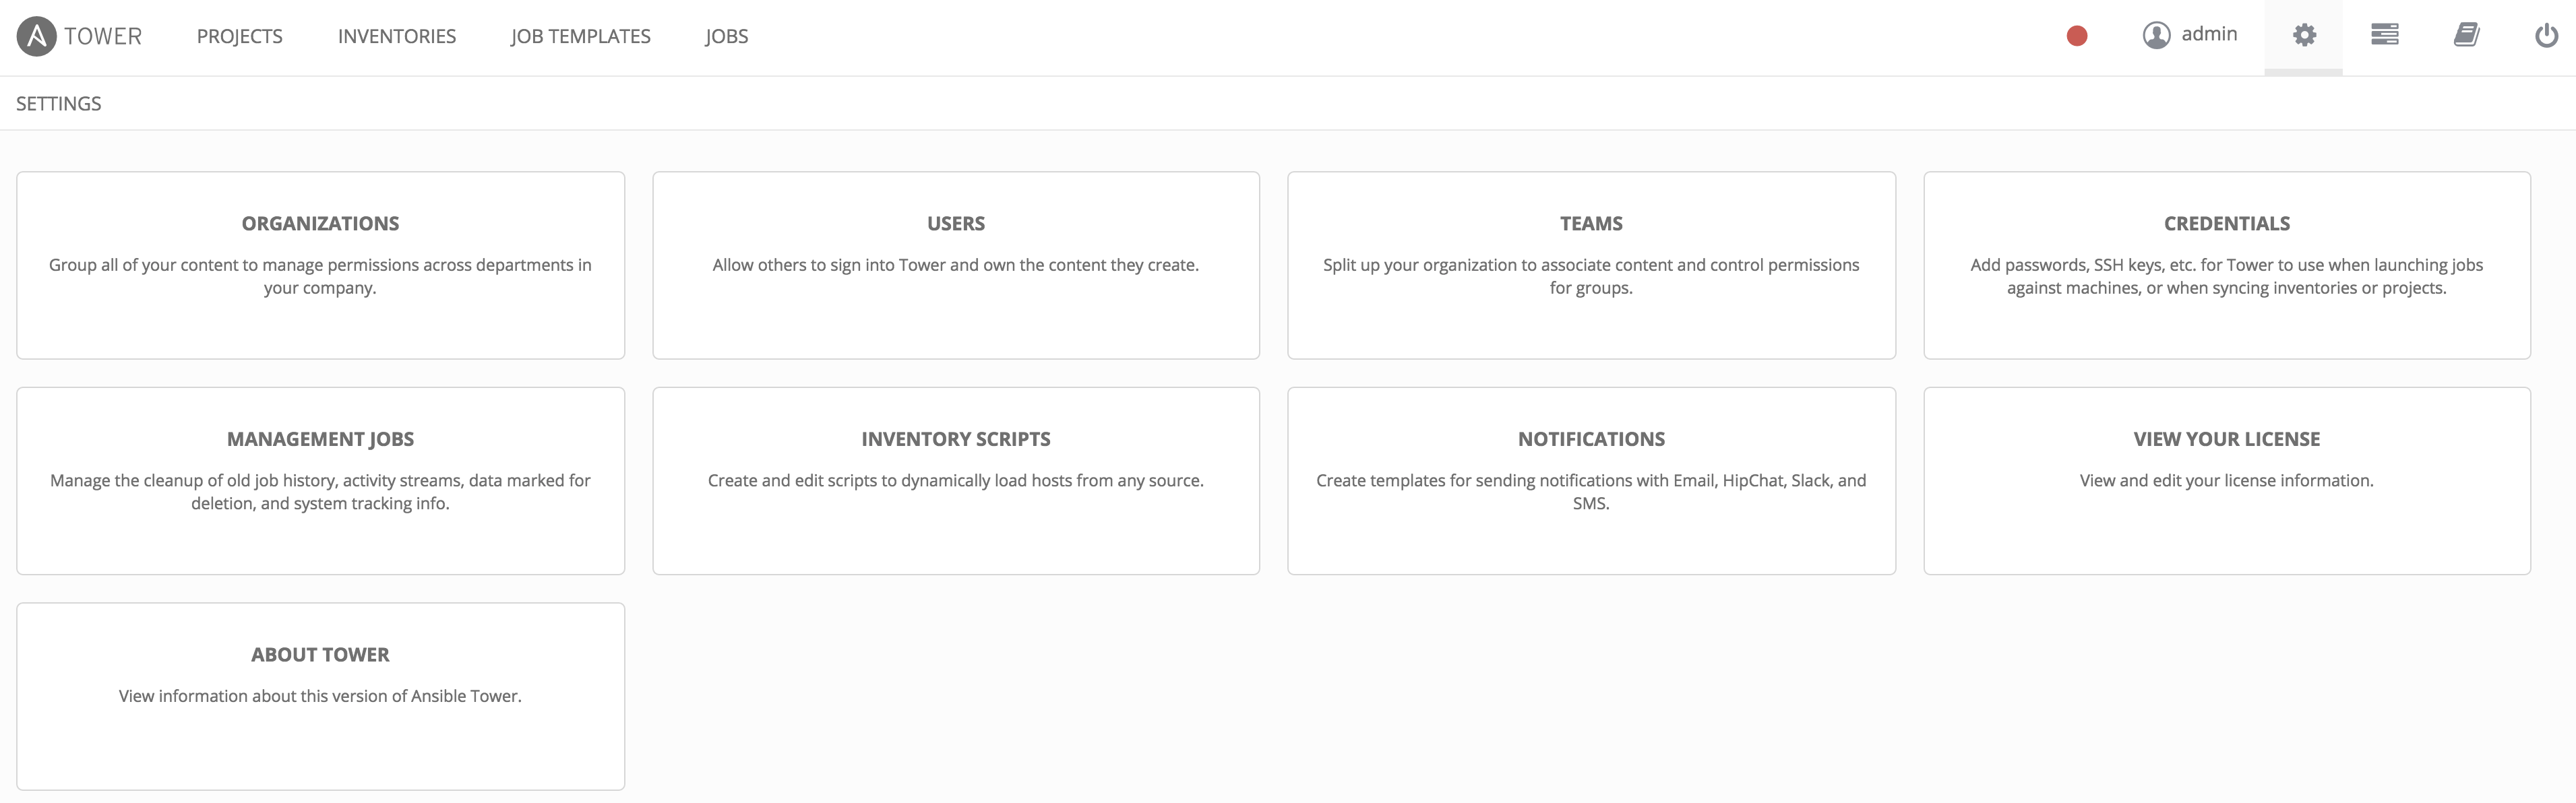 A TOWER PROJECTS INVENTORIES JOB TEMPLATES JOBS admin
SETTINGS
ORGANIZATIONS
Group all of your content to manage permissions across departments in
your company.
USERS
Allow others to sign into Tower and own the content they create.
TEAMS
Split up your organization to associate content and control permissions
for groups.
CREDENTIALS
Add passwords, SSH keys, etc. for Tower to use when launching jobs
against machines, or when syncing inventories or projects.
MANAGEMENT JOBS
Manage the cleanup of old job history, activity streams, data marked for
deletion, and system tracking info.
INVENTORY SCRIPTS
Create and edit scripts to dynamically load hosts from any source.
NOTIFICATIONS
Create templates for sending notifications with Email, HipChat, Slack, and
SMS.
VIEW YOUR LICENSE
View and edit your license information.
ABOUT TOWER
View information about this version of Ansible Tower.